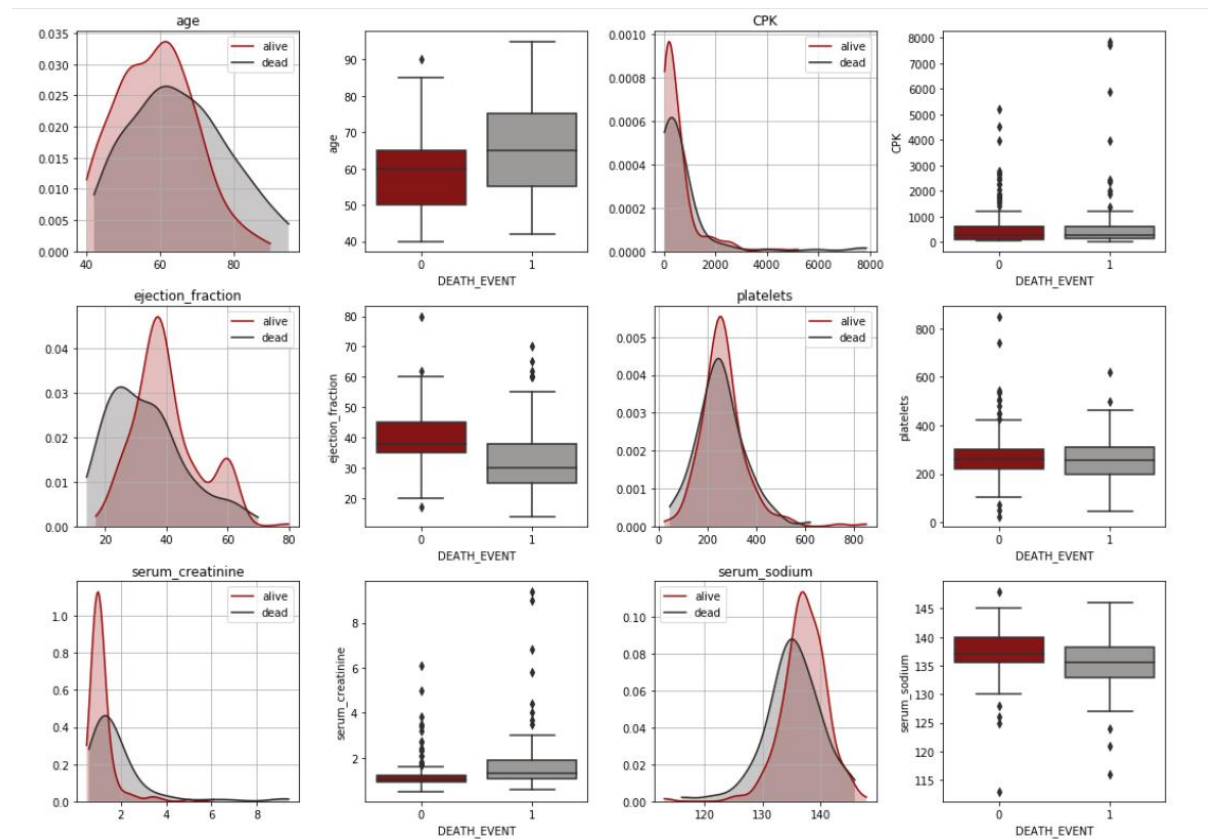 age
0.035
0.030
0.025
0.020
0.015
0.010
0.005
0.000
40 60 80
alive
dead
age
90
80
70
60
50
40
0 1
DEATH_EVENT
CPK
0.0010
0.0008
0.0006
0.0004
0.0002
0.0000
0 2000 4000 6000 8000
alive
dead
CPK
8000
7000
6000
5000
4000
3000
2000
1000
0
0 1
DEATH_EVENT
ejection_fraction
0.04
0.03
0.02
0.01
0.00
20 40 60 80
alive
dead
ejection_fraction
80
70
60
50
40
30
20
0 1
DEATH_EVENT
platelets
0.005
0.004
0.003
0.002
0.001
0.000
200 400 600 800
alive
dead
platelets
800
600
400
200
0
0 1
DEATH_EVENT
serum_creatinine
1.0
0.8
0.6
0.4
0.2
0.0
2 4 6 8
alive
dead
serum_creatinine
8
6
4
2
0 1
DEATH_EVENT
serum_sodium
0.10
0.08
0.06
0.04
0.02
0.00
120 130 140
alive
dead
serum_sodium
145
140
135
130
125
120
115
0 1
DEATH_EVENT